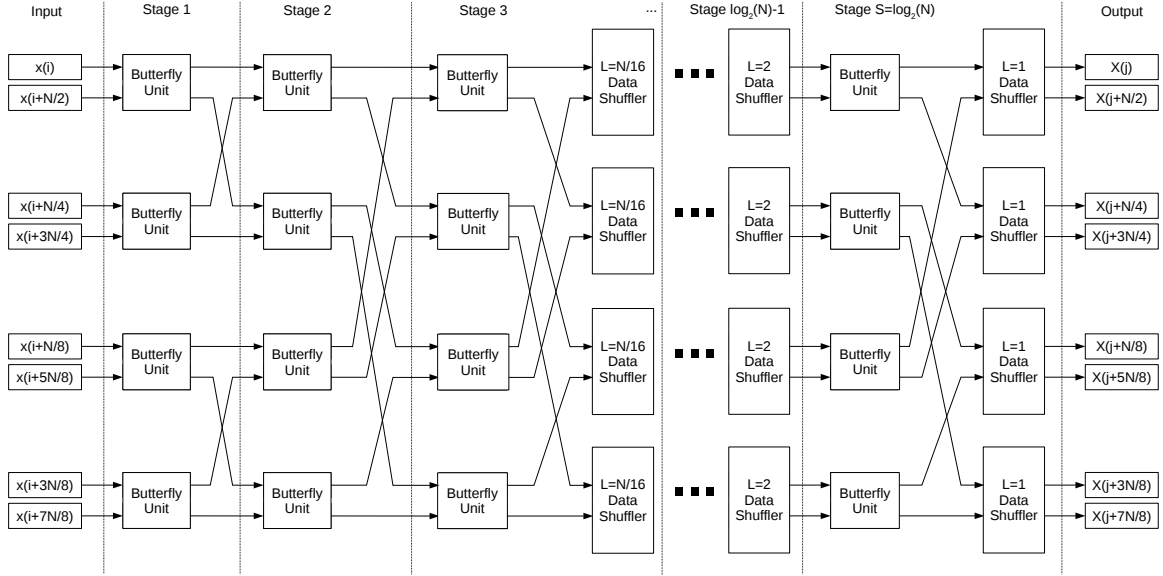 Input
Stage 1
Stage 2
Stage 3
...
Stage log₂(N)-1
Stage S=log₂(N)
Output
x(i)
x(i+N/2)
Butterfly
Unit
Butterfly
Unit
Butterfly
Unit
L=N/16
Data
Shuffler
L=2
Data
Shuffler
Butterfly
Unit
L=1
Data
Shuffler
X(j)
X(j+N/2)
x(i+N/4)
x(i+3N/4)
Butterfly
Unit
Butterfly
Unit
Butterfly
Unit
L=N/16
Data
Shuffler
L=2
Data
Shuffler
Butterfly
Unit
L=1
Data
Shuffler
X(j+N/4)
X(j+3N/4)
x(i+N/8)
x(i+5N/8)
Butterfly
Unit
Butterfly
Unit
Butterfly
Unit
L=N/16
Data
Shuffler
L=2
Data
Shuffler
Butterfly
Unit
L=1
Data
Shuffler
X(j+N/8)
X(j+5N/8)
x(i+3N/8)
x(i+7N/8)
Butterfly
Unit
Butterfly
Unit
Butterfly
Unit
L=N/16
Data
Shuffler
L=2
Data
Shuffler
Butterfly
Unit
L=1
Data
Shuffler
X(j+3N/8)
X(j+7N/8)